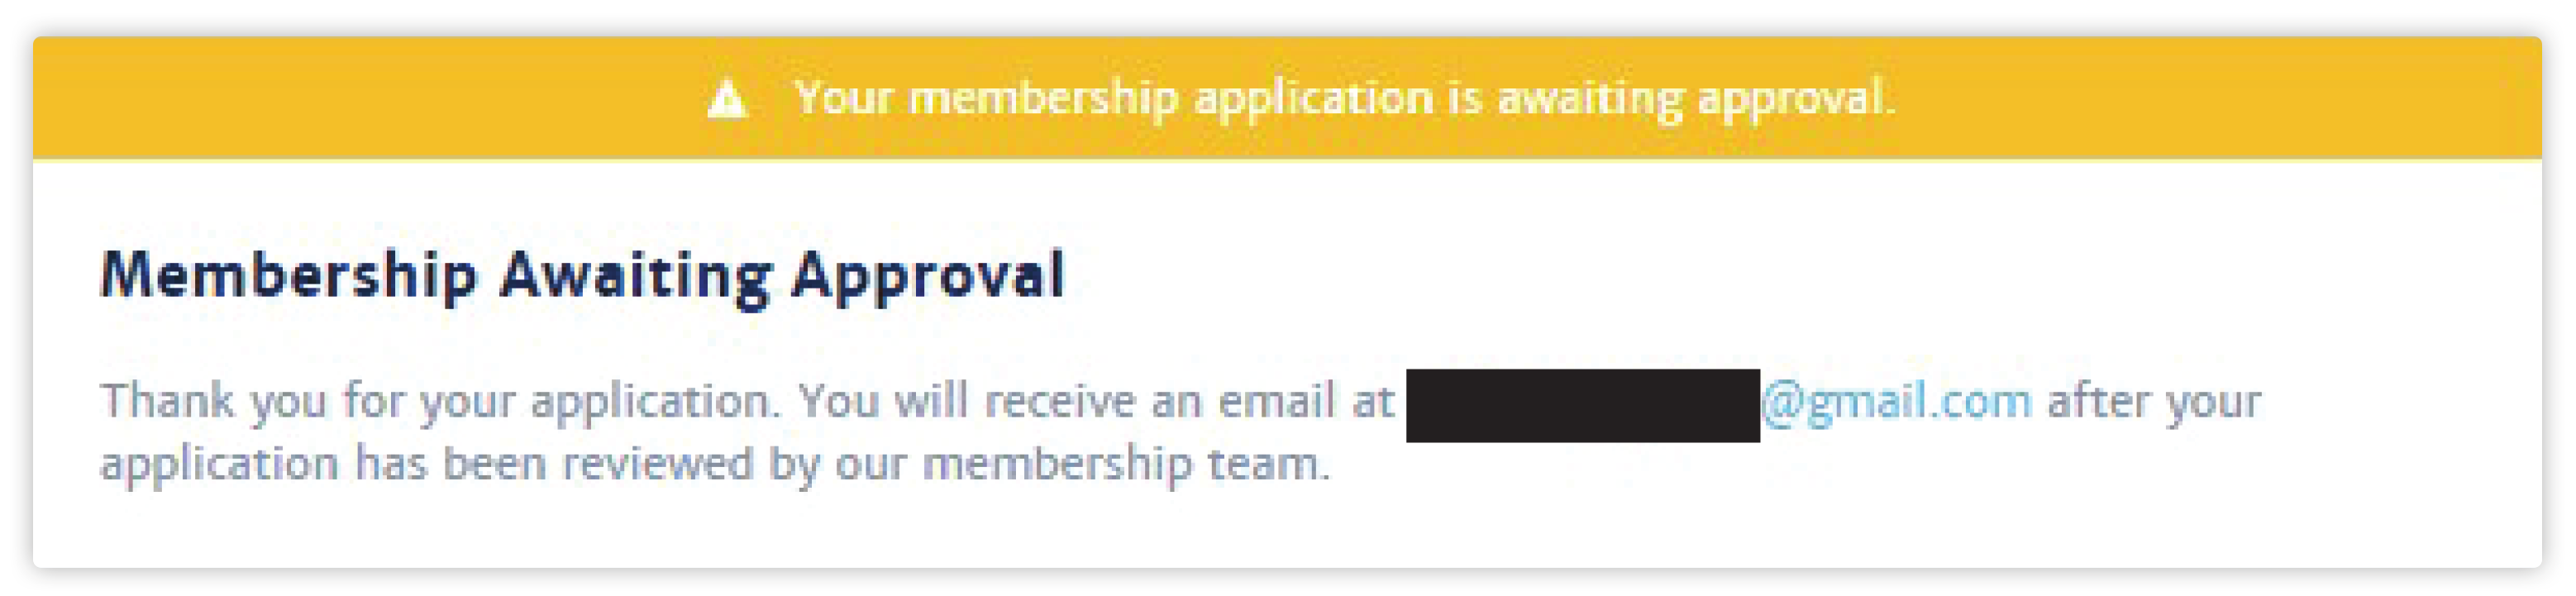 Your membership application is awaiting approval.
Membership Awaiting Approval
Thank you for your application. You will receive an email at @gmail.com after your
application has been reviewed by our membership team.